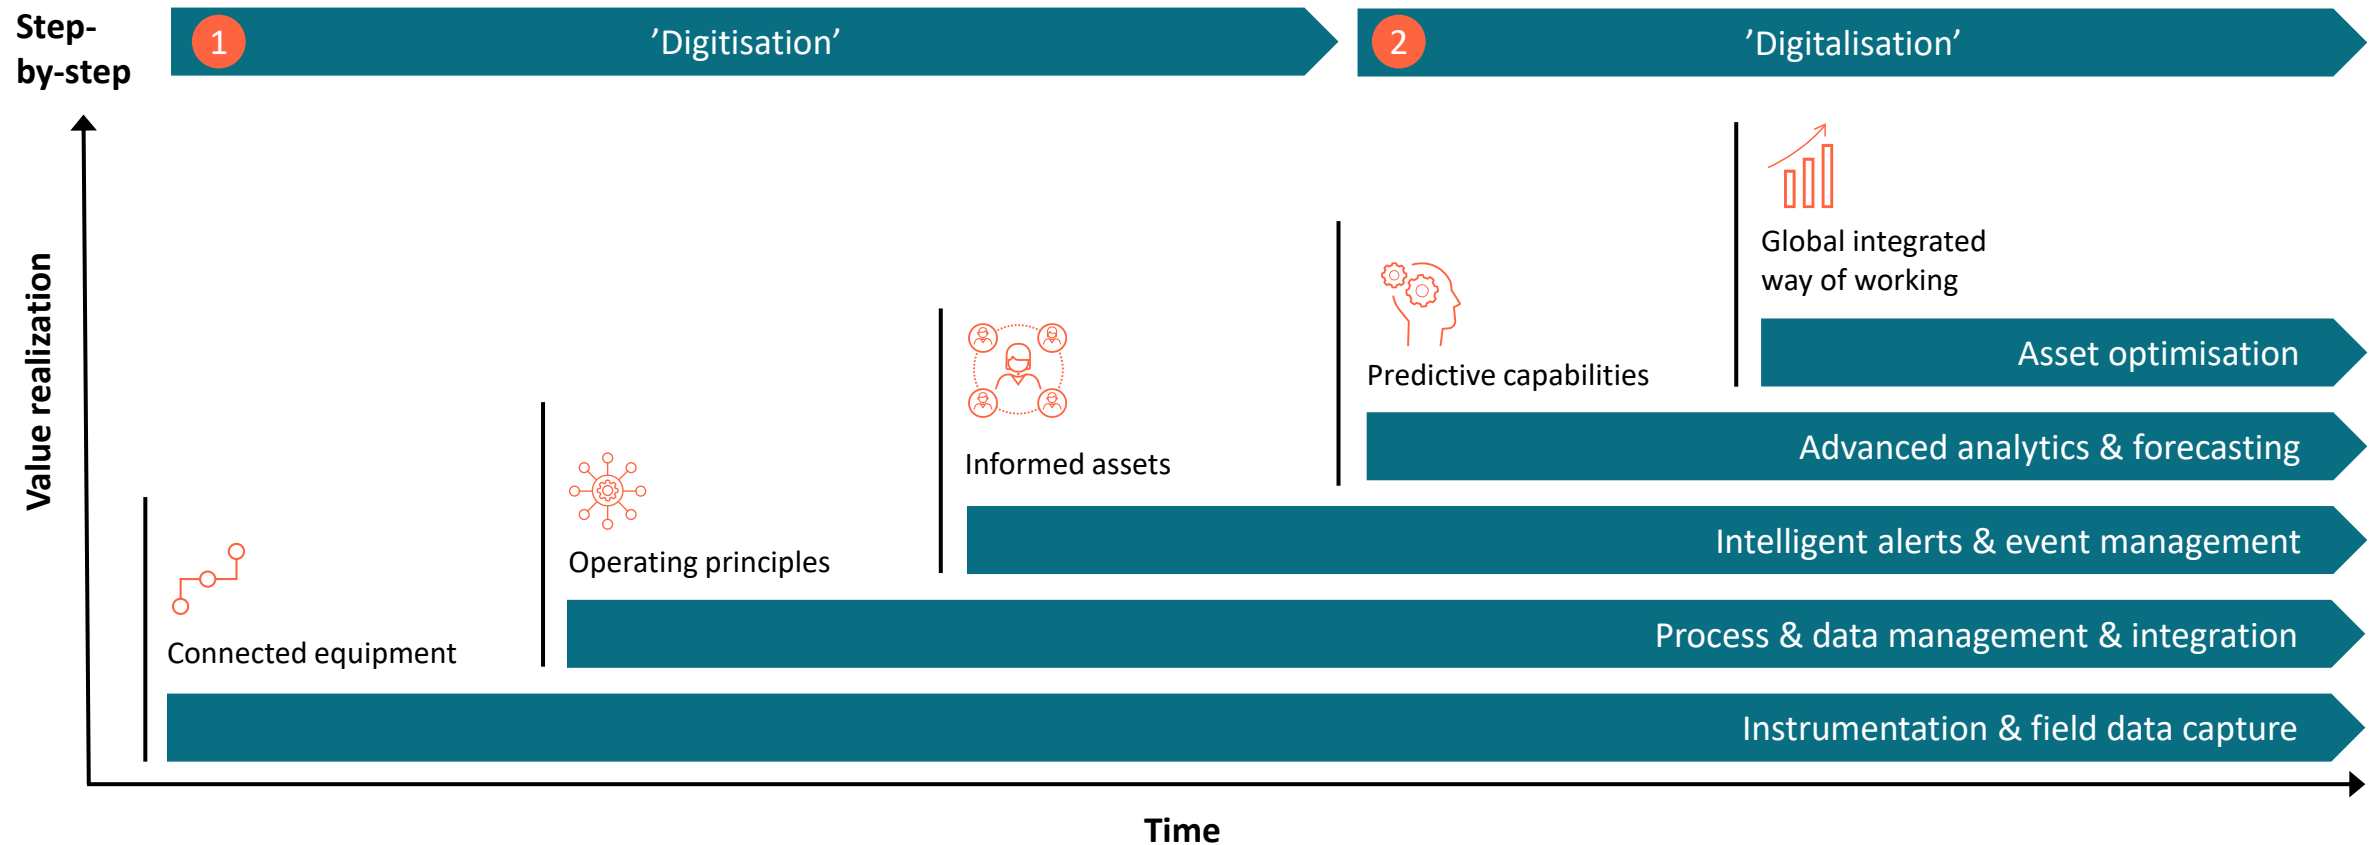 Step-
by-step
1
’Digitisation’
2
’Digitalisation’
Value realization
Global integrated
way of working
Asset optimisation
Predictive capabilities
Advanced analytics & forecasting
Informed assets
Intelligent alerts & event management
Operating principles
Process & data management & integration
Connected equipment
Instrumentation & field data capture
Time